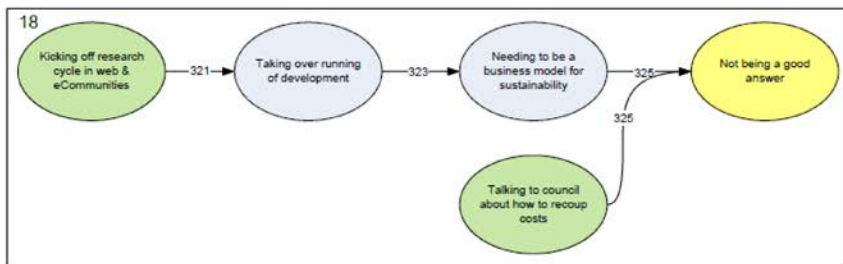 18
Kicking off research
cycle in web &
eCommunities
321
Taking over running
of development
323
Needing to be a
business model for
sustainability
325
Not being a good
answer
325
Talking to council
about how to recoup
costs